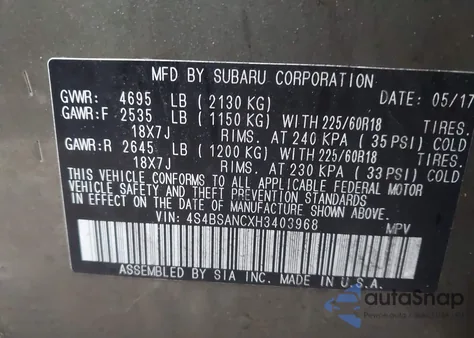 MFD BY SUBARU CORPORATION
GVWR: 4695 LB (2130 KG) DATE: 05/17
GAWR:F 2535 LB (1150 KG) WITH 225/60R18 TIRES.
18X7J RIMS. AT 240 KPA (35 PSI) COLD
GAWR:R 2645 LB (1200 KG) WITH 225/60R18 TIRES.
18X7J RIMS. AT 230 KPA (33 PSI) COLD
THIS VEHICLE CONFORMS TO ALL APPLICABLE FEDERAL MOTOR
VEHICLE SAFETY AND THEFT PREVENTION STANDARDS IN EFFECT ON THE
DATE OF MANUFACTURE SHOWN ABOVE.
VIN: 4S4BSANCXH3403968 MPV
ASSEMBLED BY SIA INC. MADE IN U.S.A.
autoSnap